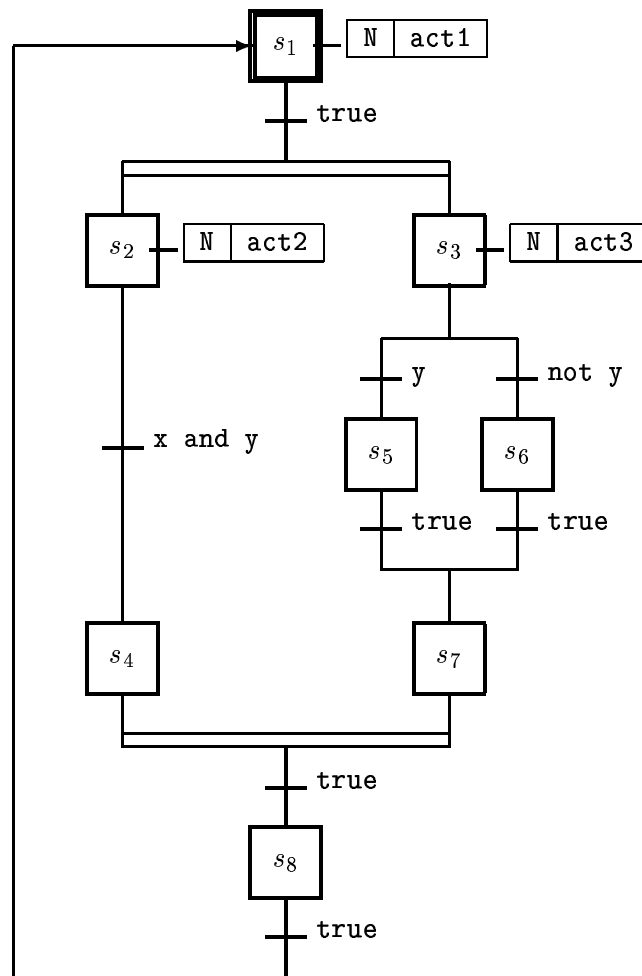 s1 N act1
true
s2 N act2 s3 N act3
y not y
x and y
s5 s6
true true
s4 s7
true
s8
true